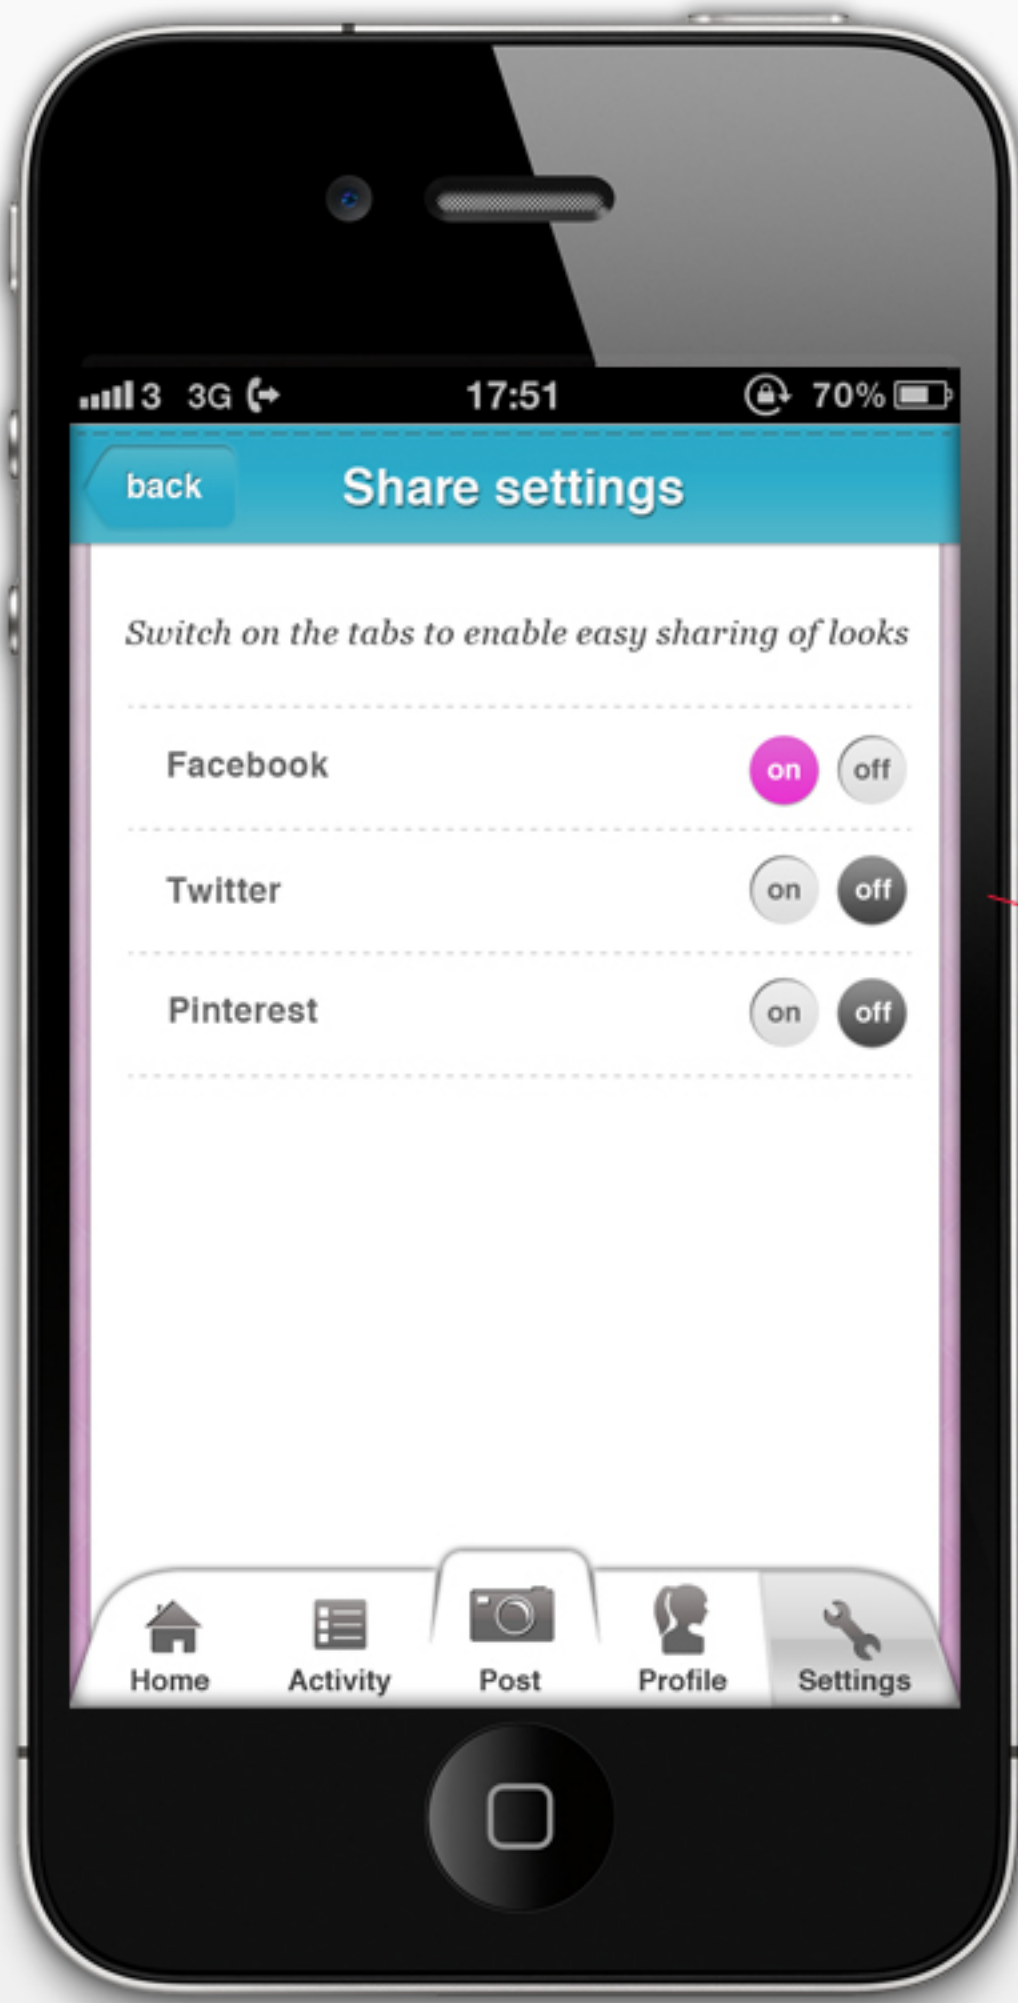 3 3G 17:51 70%
back Share settings
Switch on the tabs to enable easy sharing of looks
Facebook on off
Twitter on off
Pinterest on off
Home Activity Post Profile Settings